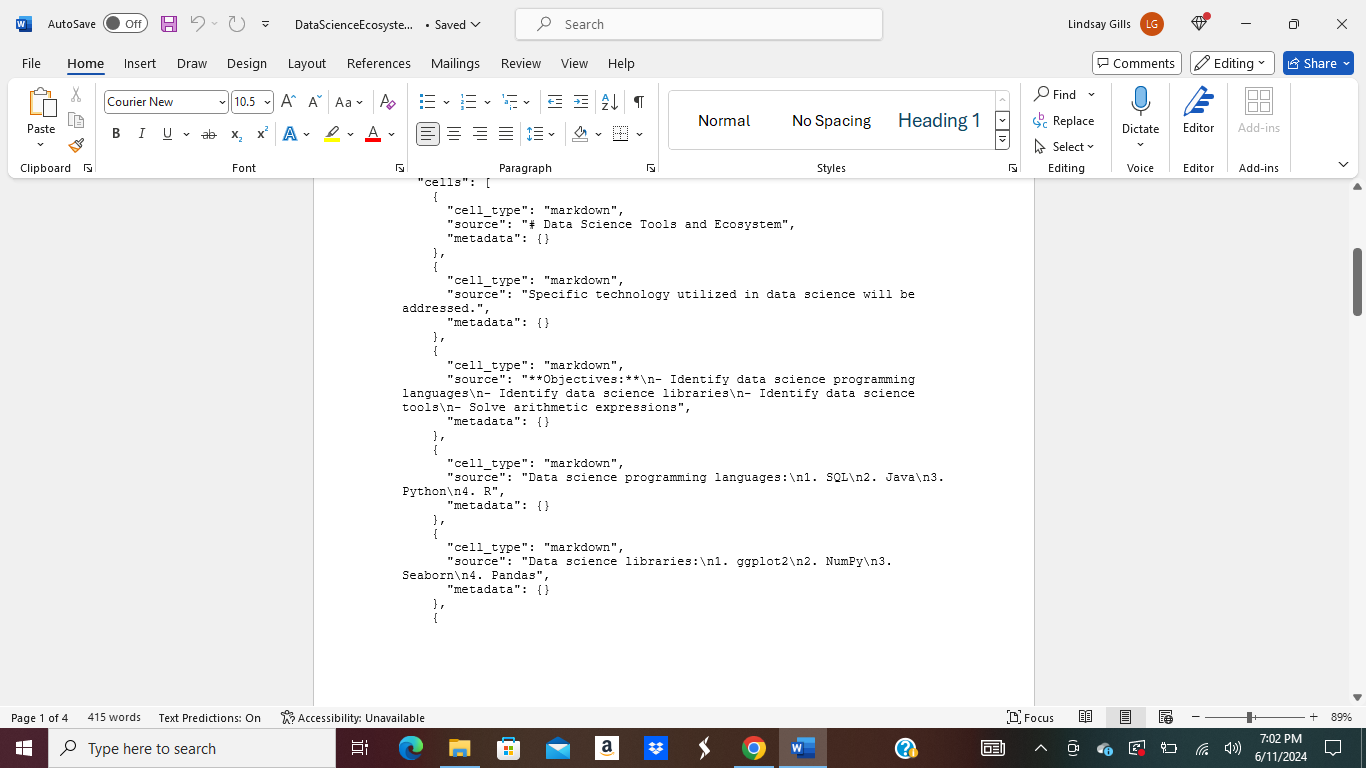 AutoSave Off DataScienceEcosyste... • Saved Search Lindsay Gills LG
File Home Insert Draw Design Layout References Mailings Review View Help Comments Editing Share
Paste Courier New 10.5 Aa Normal No Spacing Heading 1 Find Replace Select Dictate Editor Add-ins
B I U ab x₂ x² A A
Clipboard Font Paragraph Styles Editing Voice Editor Add-ins
"cells": [
{
"cell_type": "markdown",
"source": "# Data Science Tools and Ecosystem",
"metadata": {}
},
{
"cell_type": "markdown",
"source": "Specific technology utilized in data science will be
addressed.",
"metadata": {}
},
{
"cell_type": "markdown",
"source": "**Objectives:**\n- Identify data science programming
languages\n- Identify data science libraries\n- Identify data science
tools\n- Solve arithmetic expressions",
"metadata": {}
},
{
"cell_type": "markdown",
"source": "Data science programming languages:\n1. SQL\n2. Java\n3.
Python\n4. R",
"metadata": {}
},
{
"cell_type": "markdown",
"source": "Data science libraries:\n1. ggplot2\n2. NumPy\n3.
Seaborn\n4. Pandas",
"metadata": {}
},
{
Page 1 of 4 415 words Text Predictions: On Accessibility: Unavailable Focus 89%
Type here to search 7:02 PM
6/11/2024